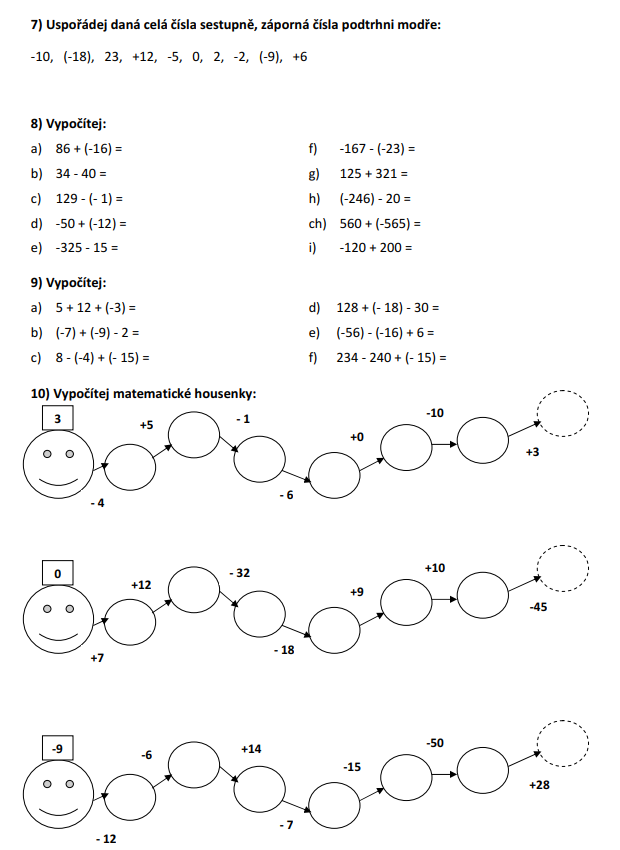 7) Uspořádej daná celá čísla sestupně, záporná čísla podtrhni modře:
-10, (-18), 23, +12, -5, 0, 2, -2, (-9), +6
8) Vypočítej:
a) 86 + (-16) =
b) 34 - 40 =
c) 129 - (- 1) =
d) -50 + (-12) =
e) -325 - 15 =
f) -167 - (-23) =
g) 125 + 321 =
h) (-246) - 20 =
ch) 560 + (-565) =
i) -120 + 200 =
9) Vypočítej:
a) 5 + 12 + (-3) =
b) (-7) + (-9) - 2 =
c) 8 - (-4) + (- 15) =
d) 128 + (- 18) - 30 =
e) (-56) - (-16) + 6 =
f) 234 - 240 + (- 15) =
10) Vypočítej matematické housenky:
3
- 4
+5
- 1
- 6
+0
-10
+3
0
+7
+12
- 32
- 18
+9
+10
-45
-9
- 12
-6
+14
- 7
-15
-50
+28